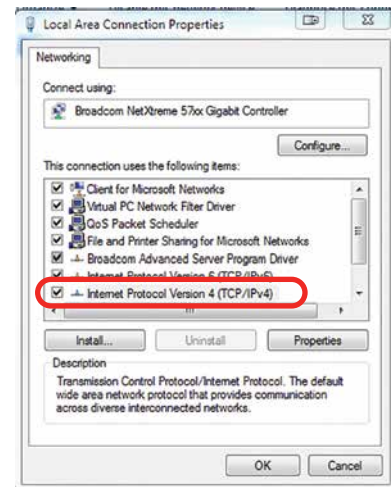 Local Area Connection Properties
Networking
Connect using:
Broadcom NetXtreme 57xx Gigabit Controller
Configure...
This connection uses the following items:
Client for Microsoft Networks
Virtual PC Network Filter Driver
QoS Packet Scheduler
File and Printer Sharing for Microsoft Networks
Broadcom Advanced Server Program Driver
Internet Protocol Version 6 (TCP/IPv6)
Internet Protocol Version 4 (TCP/IPv4)
Install... Uninstall Properties
Description
Transmission Control Protocol/Internet Protocol. The default
wide area network protocol that provides communication
across diverse interconnected networks.
OK Cancel